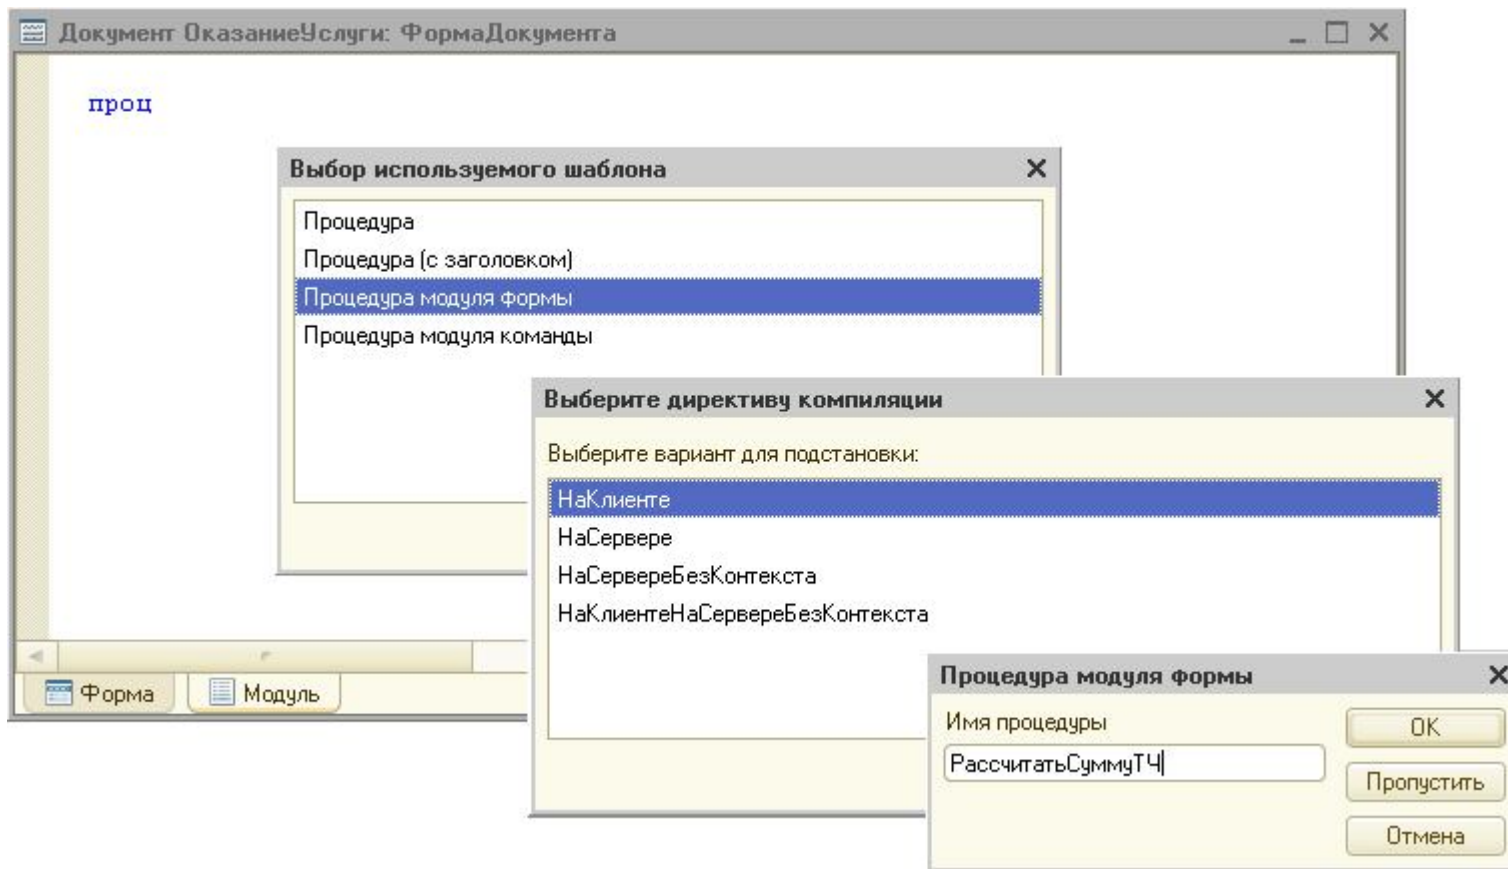 Документ ОказаниеУслуги: ФормаДокумента
проц
Выбор используемого шаблона
Процедура
Процедура (с заголовком)
Процедура модуля формы
Процедура модуля команды
Выберите директиву компиляции
Выберите вариант для подстановки:
НаКлиенте
НаСервере
НаСервереБезКонтекста
НаКлиентеНаСервереБезКонтекста
Форма
Модуль
Процедура модуля формы
Имя процедуры
OK
РассчитатьСуммуТЧ
Пропустить
Отмена